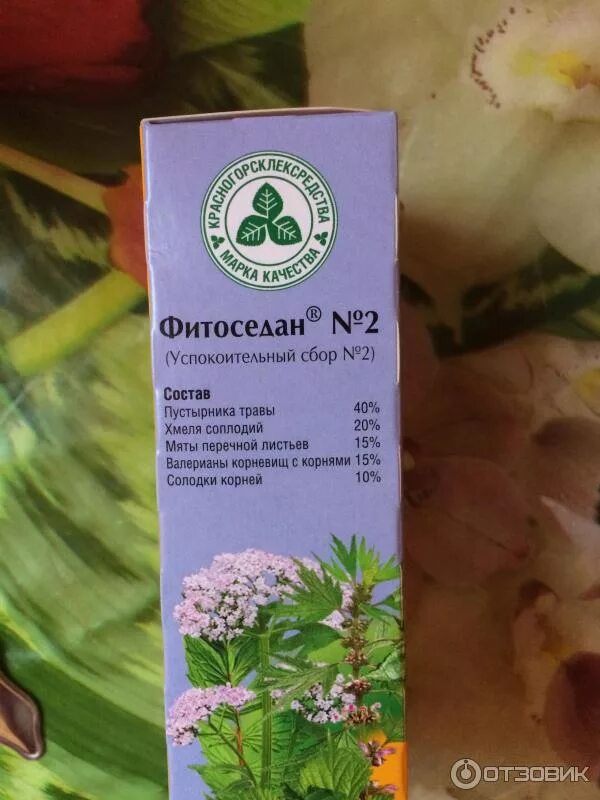 КРАСНОГОРСКЛЕКСРЕДСТВА
МАРКА КАЧЕСТВА
Фитоседан® №2
(Успокоительный сбор №2)
Состав
Пустырника травы 40%
Хмеля соплодий 20%
Мяты перечной листьев 15%
Валерианы корневищ с корнями 15%
Солодки корней 10%
ОТЗОВИК